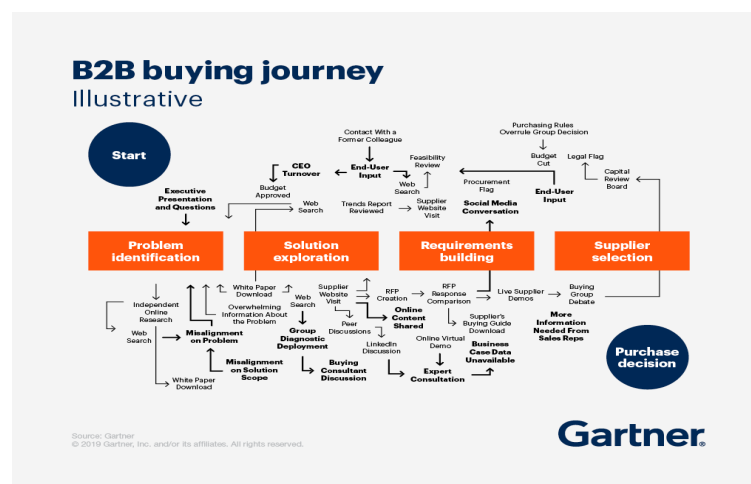 B2B buying journey
Illustrative
Start
Contact With a
Former Colleague
Purchasing Rules
Overrule Group Decision
CEO
Turnover
End-User
Input
Feasibility
Review
Budget
Cut
Legal Flag
Capital
Review
Board
Executive
Presentation
and Questions
Budget
Approved
Web
Search
Web
Search
Trends Report
Reviewed
Supplier
Website
Visit
Procurement
Flag
Social Media
Conversation
End-User
Input
Problem
identification
Solution
exploration
Requirements
building
Supplier
selection
Independent
Online
Research
White Paper
Download
Overwhelming
Information About
the Problem
Web
Search
Supplier
Website
Visit
RFP
Creation
RFP
Response
Comparison
Live Supplier
Demos
Buying
Group
Debate
Web
Search
Misalignment
on Problem
Group
Diagnostic
Deployment
Peer
Discussions
Online
Content
Shared
Supplier's
Buying Guide
Download
More
Information
Needed From
Sales Reps
White Paper
Download
Misalignment
on Solution
Scope
Buying
Consultant
Discussion
LinkedIn
Discussion
Online Virtual
Demo
Expert
Consultation
Business
Case Data
Unavailable
Purchase
decision
Source: Gartner
© 2019 Gartner, Inc. and/or its affiliates. All rights reserved.
Gartner®